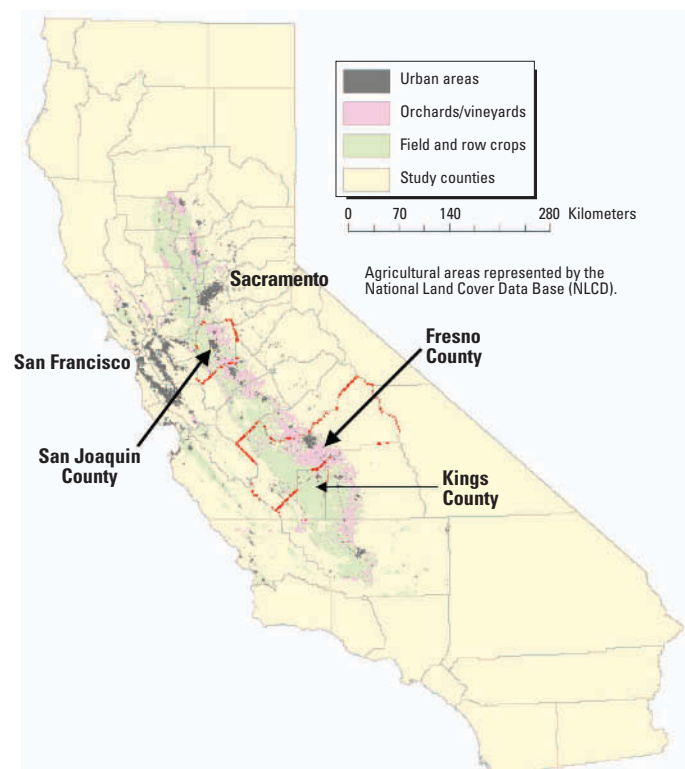 Urban areas
Orchards/vineyards
Field and row crops
Study counties
0 70 140 280 Kilometers
Agricultural areas represented by the
National Land Cover Data Base (NLCD).
Sacramento
Fresno
County
San Francisco
San Joaquin
County
Kings
County